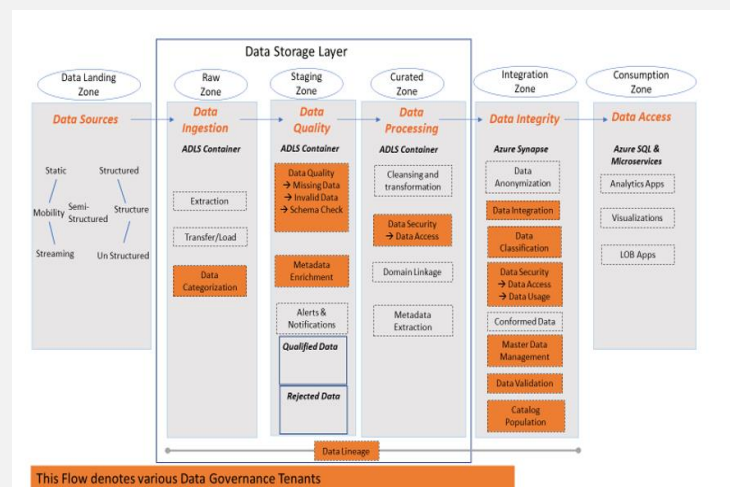 Data Storage Layer
Data Landing
Zone
Raw
Zone
Staging
Zone
Curated
Zone
Integration
Zone
Consumption
Zone
Data Sources
Static
Structured
Mobility
Semi-
Structured
Structure
Streaming
Un Structured
Data
Ingestion
ADLS Container
Extraction
Transfer/Load
Data
Categorization
Data
Quality
ADLS Container
Data Quality
→ Missing Data
→ Invalid Data
→ Schema Check
Metadata
Enrichment
Alerts &
Notifications
Qualified Data
Rejected Data
Data
Processing
ADLS Container
Cleansing and
transformation
Data Security
→ Data Access
Domain Linkage
Metadata
Extraction
Data Integrity
Azure Synapse
Data
Anonymization
Data Integration
Data
Classification
Data Security
→ Data Access
→ Data Usage
Conformed Data
Master Data
Management
Data Validation
Catalog
Population
Data Access
Azure SQL &
Microservices
Analytics Apps
Visualizations
LOB Apps
Data Lineage
This Flow denotes various Data Governance Tenants